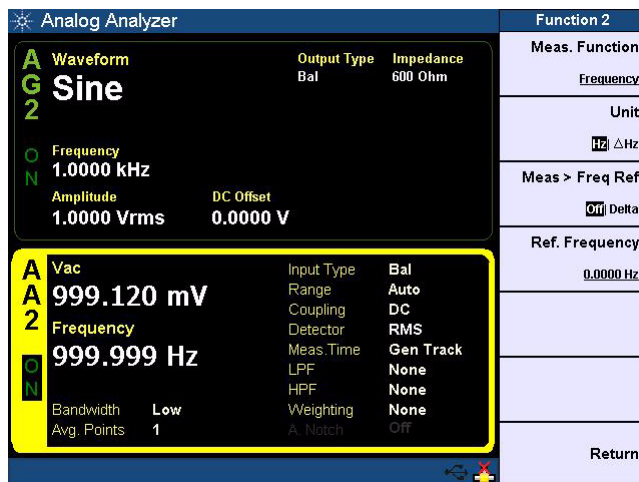 Analog Analyzer
AG2
ON
Waveform
Sine
Output Type
Bal
Impedance
600 Ohm
Frequency
1.0000 kHz
Amplitude
1.0000 Vrms
DC Offset
0.0000 V
AA2
ON
Vac
999.120 mV
Frequency
999.999 Hz
Bandwidth Low
Avg. Points 1
Input Type Bal
Range Auto
Coupling DC
Detector RMS
Meas.Time Gen Track
LPF None
HPF None
Weighting None
A. Notch Off
Function 2
Meas. Function
Frequency
Unit
Hz| △Hz
Meas > Freq Ref
Off| Delta
Ref. Frequency
0.0000 Hz
Return